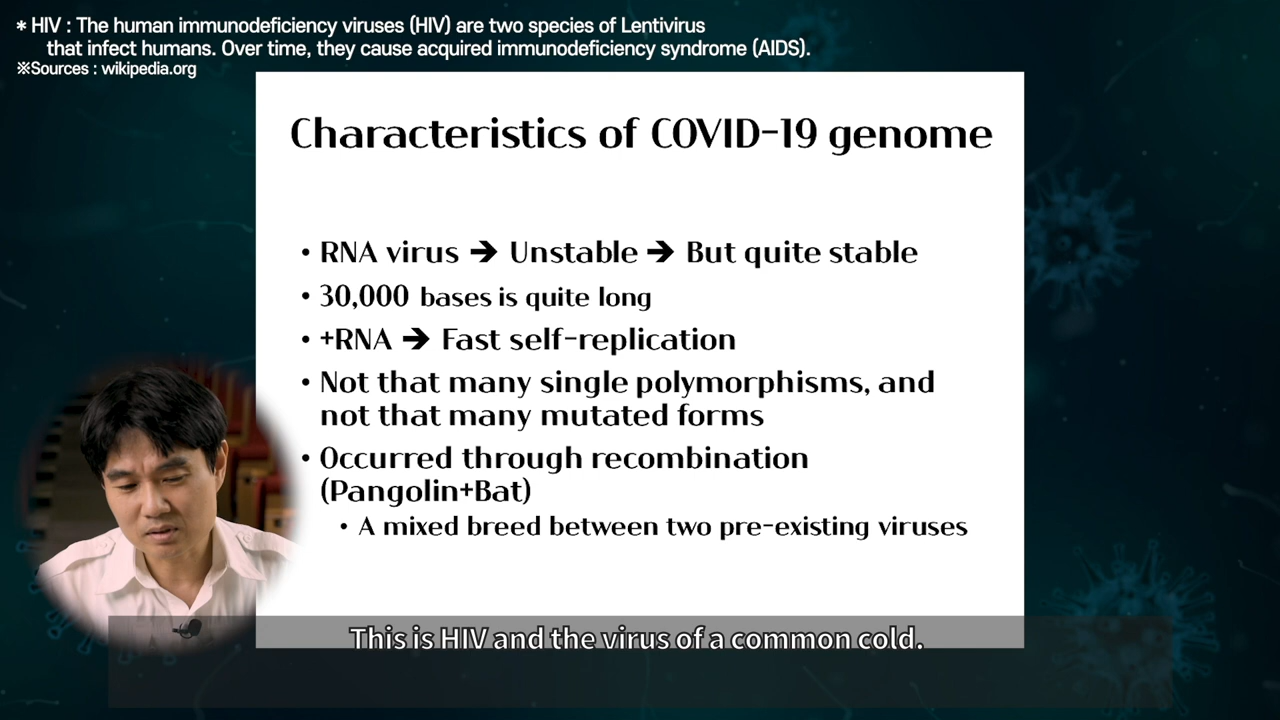 * HIV : The human immunodeficiency viruses (HIV) are two species of Lentivirus
that infect humans. Over time, they cause acquired immunodeficiency syndrome (AIDS).
※Sources : wikipedia.org
Characteristics of COVID-19 genome
• RNA virus ➔ Unstable ➔ But quite stable
• 30,000 bases is quite long
• +RNA ➔ Fast self-replication
• Not that many single polymorphisms, and
not that many mutated forms
• Occurred through recombination
(Pangolin+Bat)
• A mixed breed between two pre-existing viruses
This is HIV and the virus of a common cold.